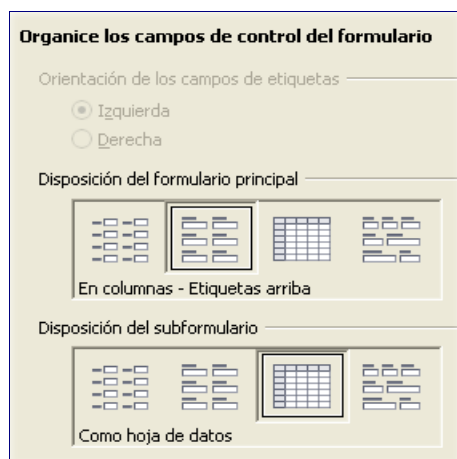 Organice los campos de control del formulario
Orientación de los campos de etiquetas
Izquierda
Derecha
Disposición del formulario principal
En columnas - Etiquetas arriba
Disposición del subformulario
Como hoja de datos